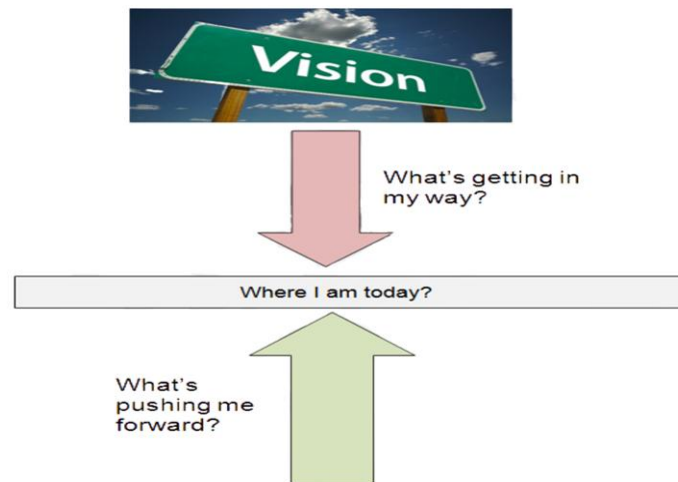 Vision
What's getting in
my way?
Where I am today?
What's
pushing me
forward?